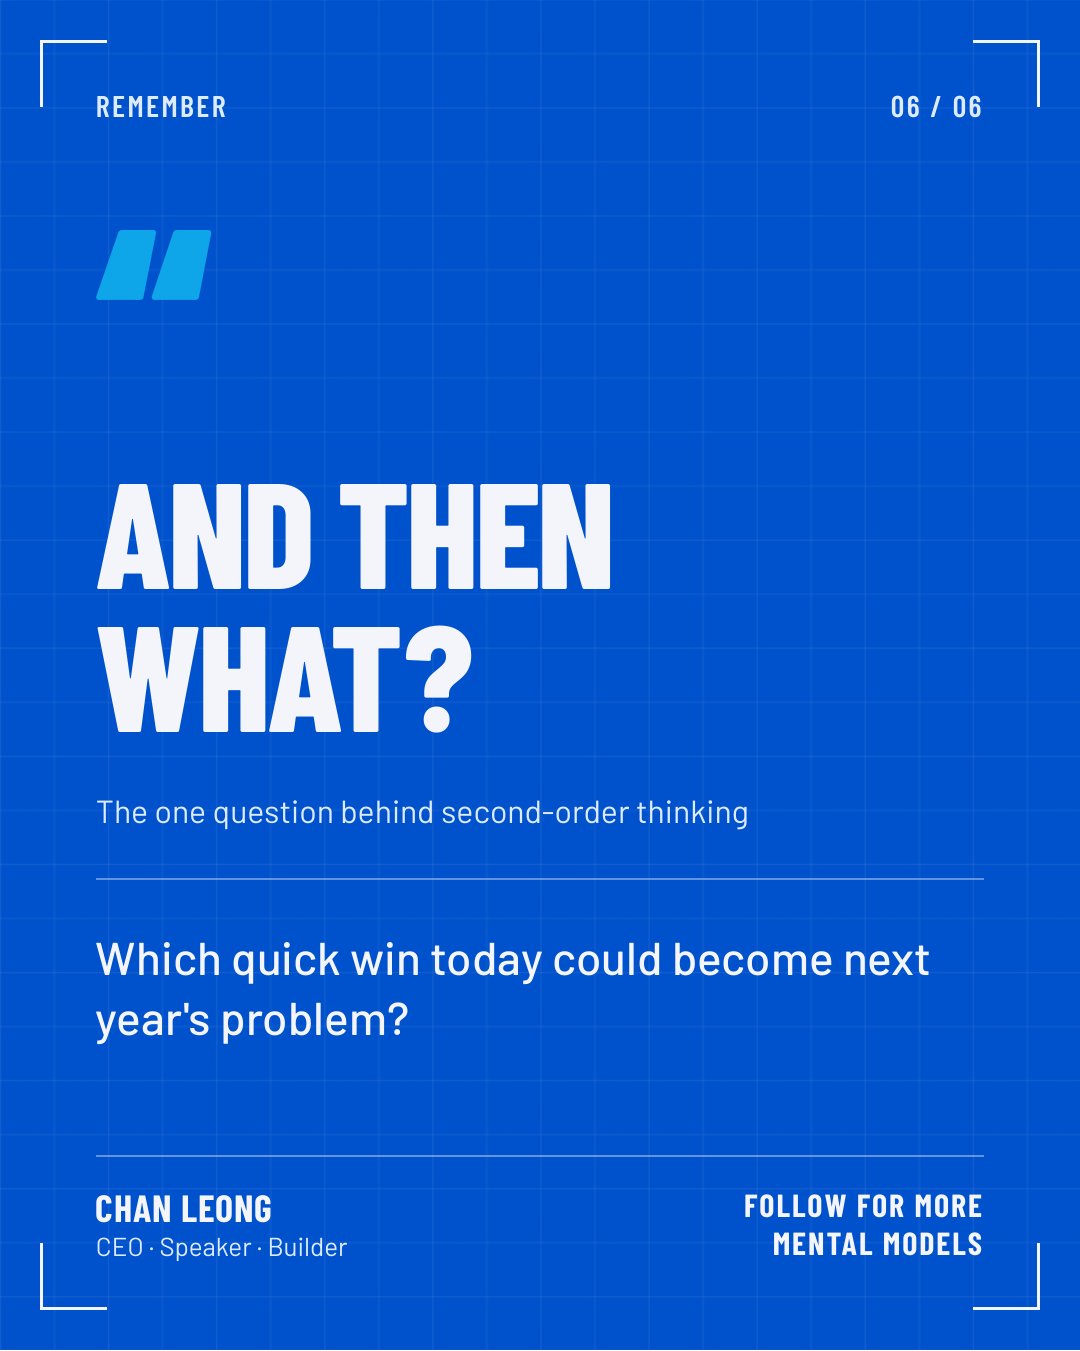 REMEMBER
06 / 06
AND THEN
WHAT?
The one question behind second-order thinking
Which quick win today could become next
year's problem?
CHAN LEONG
CEO · Speaker · Builder
FOLLOW FOR MORE
MENTAL MODELS